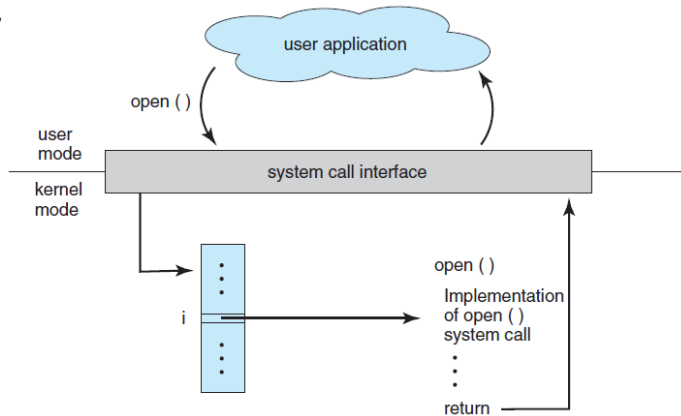 user application
open ( )
user
mode
system call interface
kernel
mode
open ( )
i
Implementation
of open ( )
system call
return